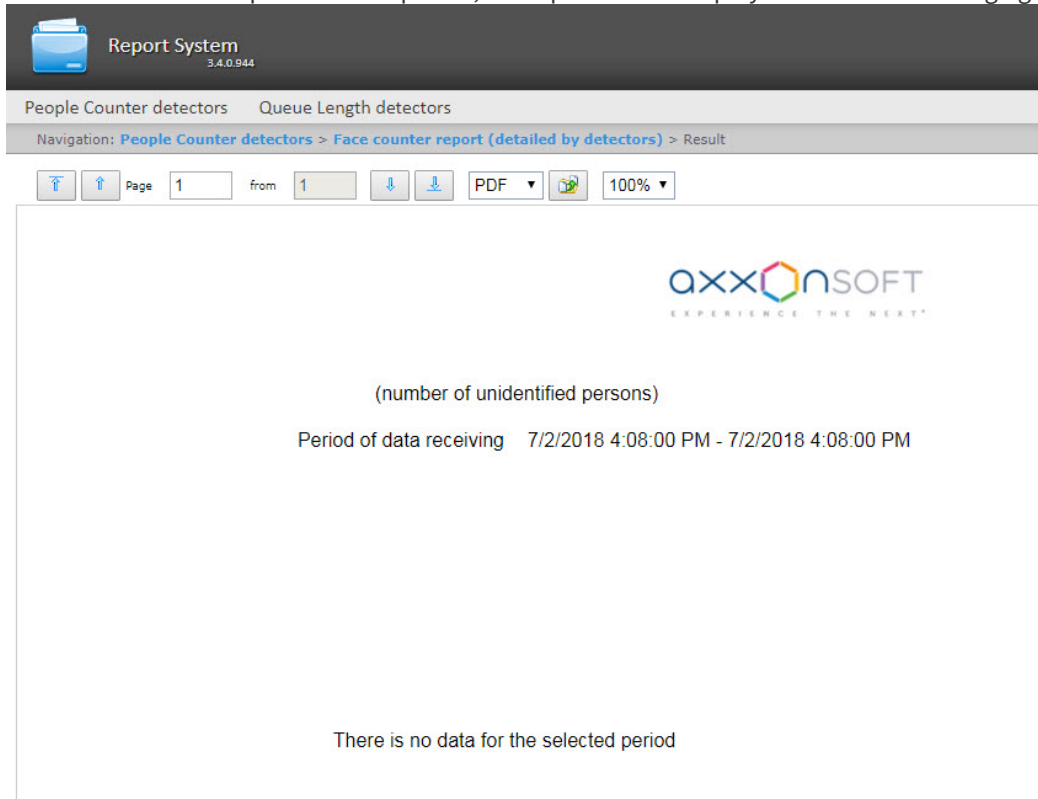 Report System
3.4.0.944
People Counter detectors Queue Length detectors
Navigation: People Counter detectors > Face counter report (detailed by detectors) > Result
Page 1 from 1 PDF 100%
axxonsoft
EXPERIENCE THE NEXT
(number of unidentified persons)
Period of data receiving 7/2/2018 4:08:00 PM - 7/2/2018 4:08:00 PM
There is no data for the selected period